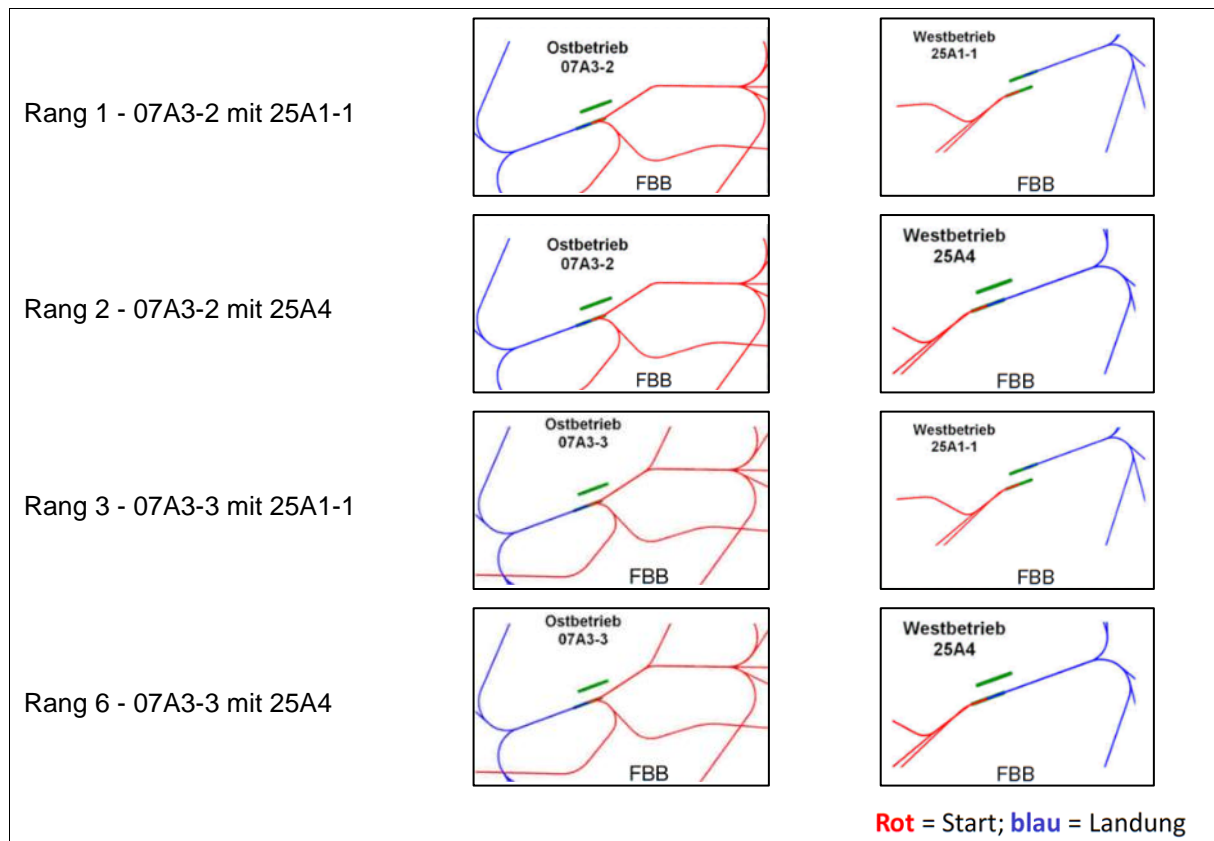 Rang 1 - 07A3-2 mit 25A1-1
Ostbetrieb
07A3-2
FBB
Westbetrieb
25A1-1
FBB
Rang 2 - 07A3-2 mit 25A4
Ostbetrieb
07A3-2
FBB
Westbetrieb
25A4
FBB
Rang 3 - 07A3-3 mit 25A1-1
Ostbetrieb
07A3-3
FBB
Westbetrieb
25A1-1
FBB
Rang 6 - 07A3-3 mit 25A4
Ostbetrieb
07A3-3
FBB
Westbetrieb
25A4
FBB
Rot = Start; blau = Landung